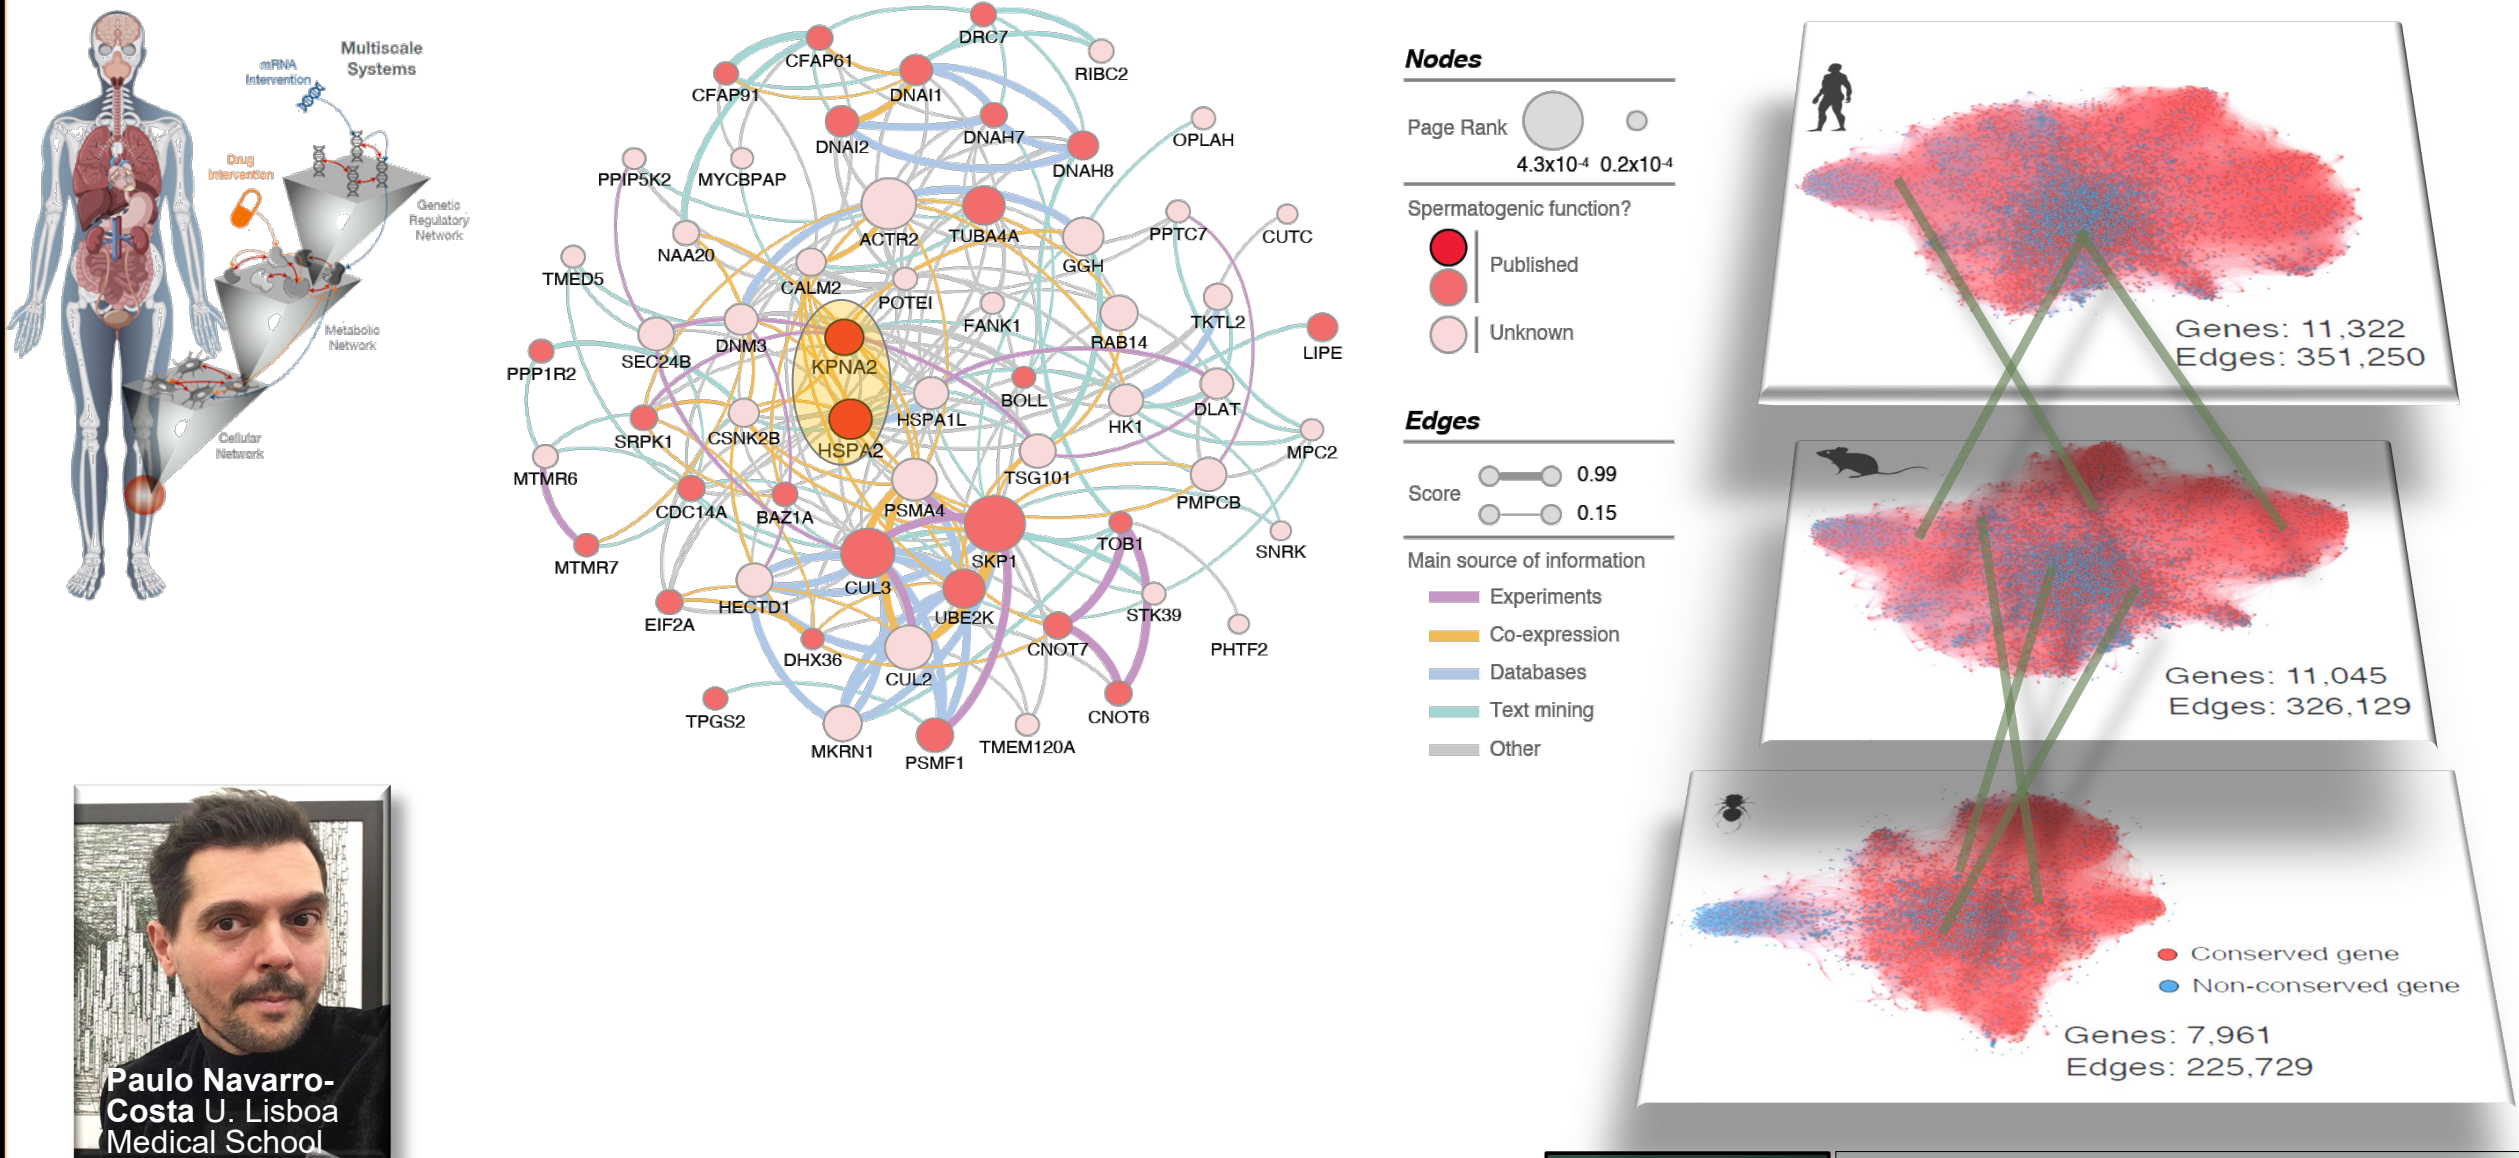 Multiscale
Systems
mRNA
Intervention
Drug
Intervention
Genetic
Regulatory
Network
Metabolic
Network
Cellular
Network
Paulo Navarro-
Costa U. Lisboa
Medical School
DRC7
CFAP61
RIBC2
CFAP91
DNAI1
DNAH7
OPLAH
DNAI2
DNAH8
PPIP5K2
MYCBPAP
ACTR2
TUBA4A
PPTC7
CUTC
NAA20
GGH
TMED5
CALM2
POTEI
FANK1
TKTL2
RAB14
DNM3
LIPE
SEC24B
PPP1R2
KPNA2
BOLL
DLAT
HSPA1L
HK1
SRPK1
CSNK2B
HSPA2
MPC2
MTMR6
TSG101
PMPCB
CDC14A
BAZ1A
PSMA4
TOB1
SNRK
SKP1
MTMR7
CUL3
HECTD1
UBE2K
STK39
EIF2A
CNOT7
PHTF2
DHX36
CUL2
CNOT6
TPGS2
MKRN1
TMEM120A
PSMF1
Nodes
Page Rank
4.3x10-4 0.2x10-4
Spermatogenic function?
Published
Unknown
Edges
Score
0.99
0.15
Main source of information
Experiments
Co-expression
Databases
Text mining
Other
Genes: 11,322
Edges: 351,250
Genes: 11,045
Edges: 326,129
Conserved gene
Non-conserved gene
Genes: 7,961
Edges: 225,729